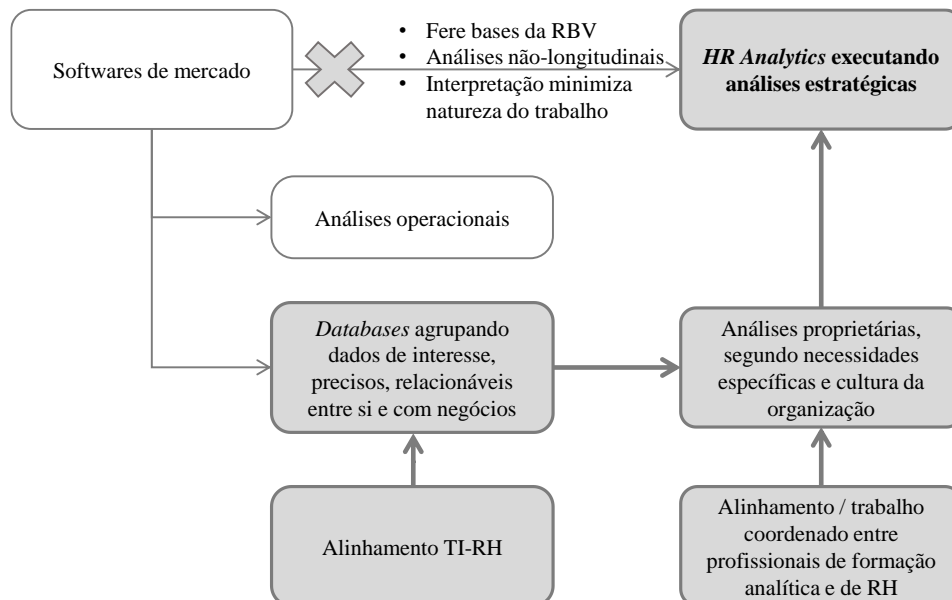 Softwares de mercado
• Fere bases da RBV
• Análises não-longitudinais
• Interpretação minimiza
natureza do trabalho
HR Analytics executando
análises estratégicas
Análises operacionais
Databases agrupando
dados de interesse,
precisos, relacionáveis
entre si e com negócios
Análises proprietárias,
segundo necessidades
específicas e cultura da
organização
Alinhamento TI-RH
Alinhamento / trabalho
coordenado entre
profissionais de formação
analítica e de RH